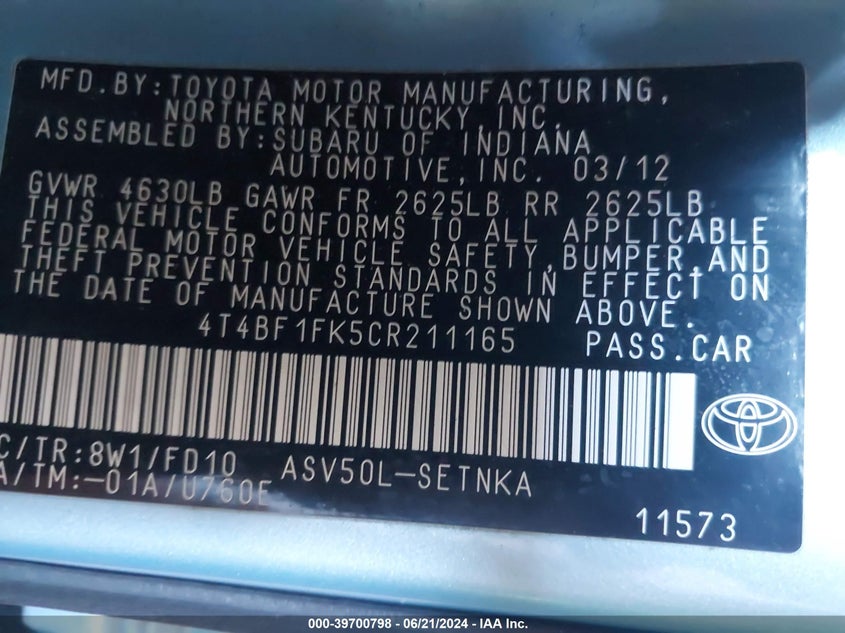 MFD.BY:TOYOTA MOTOR MANUFACTURING,
NORTHERN KENTUCKY,INC.
ASSEMBLED BY:SUBARU OF INDIANA
AUTOMOTIVE,INC. 03/12
GVWR 4630LB GAWR FR 2625LB RR 2625LB
THIS VEHICLE CONFORMS TO ALL APPLICABLE
FEDERAL MOTOR VEHICLE SAFETY,BUMPER,AND
THEFT PREVENTION STANDARDS IN EFFECT ON
THE DATE OF MANUFACTURE SHOWN ABOVE.
4T4BF1FK5CR211165 PASS.CAR
C/TR:8W1/FD10 ASV50L-SETNKA
A/TM:-01A/U760E
11573
000-39700798 - 06/21/2024 - IAA Inc.